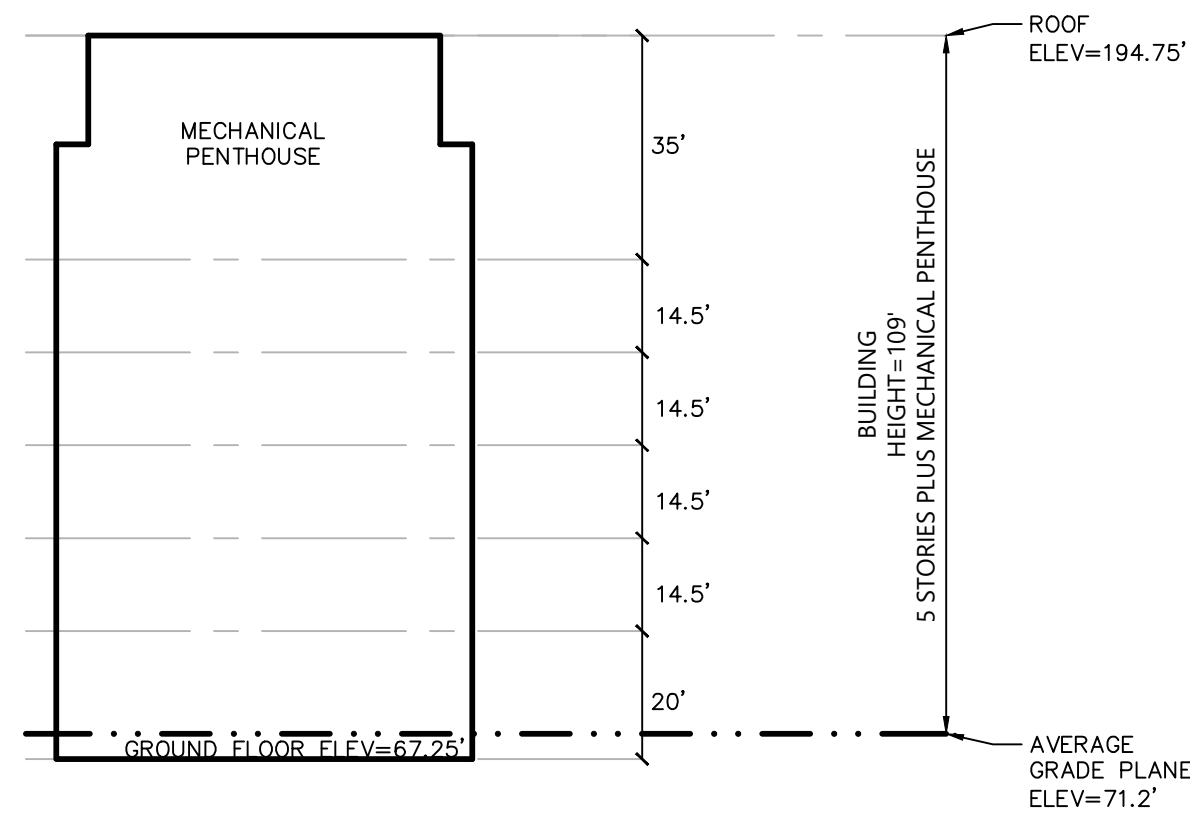 ROOF
ELEV=194.75'
MECHANICAL
PENTHOUSE
35'
14.5'
14.5'
14.5'
14.5'
20'
BUILDING
HEIGHT=109'
5 STORIES PLUS MECHANICAL PENTHOUSE
GROUND FLOOR ELEV=67.25'
AVERAGE
GRADE PLANE
ELEV=71.2'